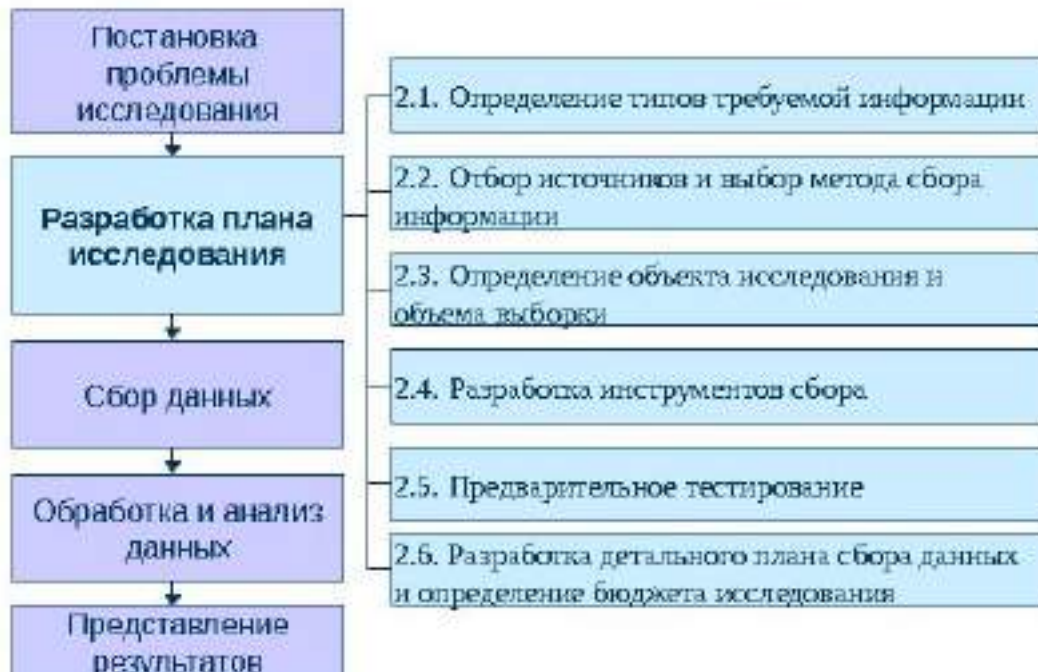 Постановка
проблемы
исследования
Разработка плана
исследования
Сбор данных
Обработка и анализ
данных
Представление
результатов
2.1. Определение типов требуемой информации
2.2. Отбор источников и выбор метода сбора
информации
2.3. Определение объекта исследования и
объема выборки
2.4. Разработка инструментов сбора
2.5. Предварительное тестирование
2.6. Разработка детального плана сбора данных
и определение бюджета исследования